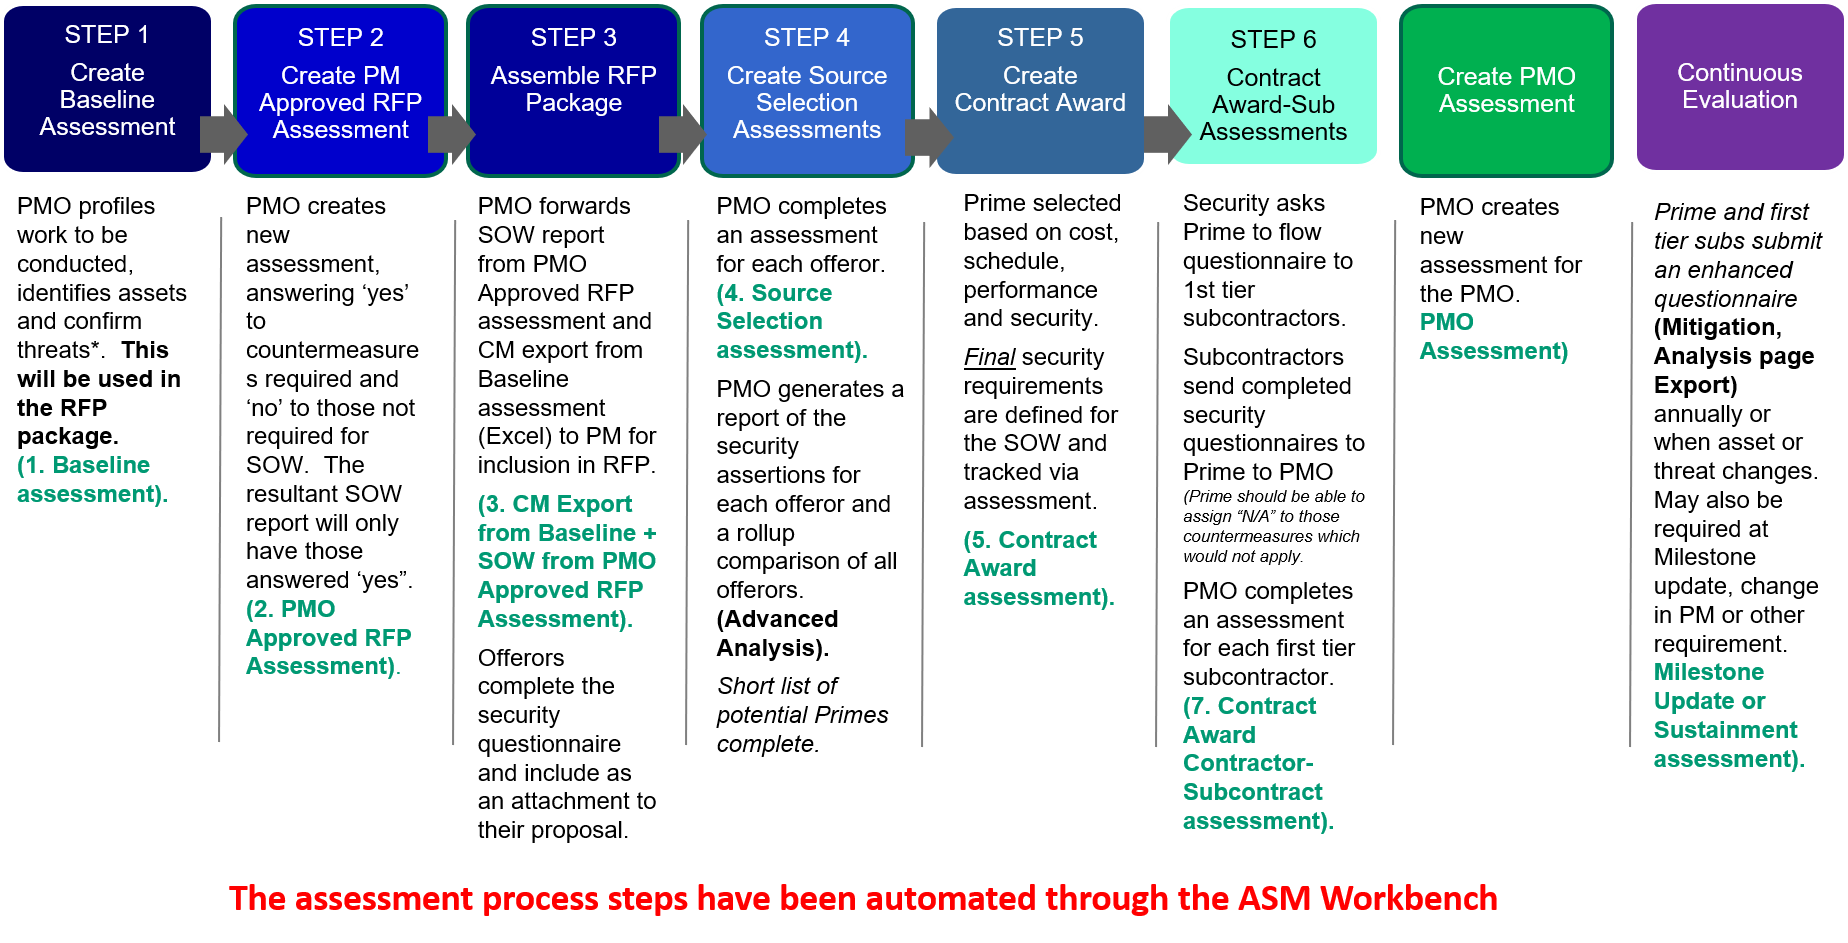 STEP 1
Create
Baseline
Assessment
STEP 2
Create PM
Approved RFP
Assessment
STEP 3
Assemble RFP
Package
STEP 4
Create Source
Selection
Assessments
STEP 5
Create
Contract Award
STEP 6
Contract
Award-Sub
Assessments
Create PMO
Assessment
Continuous
Evaluation
PMO profiles
work to be
conducted,
identifies assets
and confirm
threats*.  This
will be used in
the RFP
package.
(1. Baseline
assessment).
PMO creates
new
assessment,
answering ‘yes’
to
countermeasure
s required and
‘no’ to those not
required for
SOW.  The
resultant SOW
report will only
have those
answered ‘yes”.
(2. PMO
Approved RFP
Assessment).
PMO forwards
SOW report
from PMO
Approved RFP
assessment and
CM export from
Baseline
assessment
(Excel) to PM for
inclusion in RFP.
(3. CM Export
from Baseline +
SOW from PMO
Approved RFP
Assessment).
Offerors
complete the
security
questionnaire
and include as
an attachment to
their proposal.
PMO completes
an assessment
for each offeror.
(4. Source
Selection
assessment).
PMO generates a
report of the
security
assertions for
each offeror and
a rollup
comparison of all
offerors.
(Advanced
Analysis).
Short list of
potential Primes
complete.
Prime selected
based on cost,
schedule,
performance
and security.
Final security
requirements
are defined for
the SOW and
tracked via
assessment.
(5. Contract
Award
assessment).
Security asks
Prime to flow
questionnaire to
1st tier
subcontractors.
Subcontractors
send completed
security
questionnaires to
Prime to PMO
(Prime should be able to
assign “N/A” to those
countermeasures which
would not apply.
PMO completes
an assessment
for each first tier
subcontractor.
(7. Contract
Award
Contractor-
Subcontract
assessment).
PMO creates
new
assessment for
the PMO.
PMO
Assessment)
Prime and first
tier subs submit
an enhanced
questionnaire
(Mitigation,
Analysis page
Export)
annually or
when asset or
threat changes.
May also be
required at
Milestone
update, change
in PM or other
requirement.
Milestone
Update or
Sustainment
assessment).
The assessment process steps have been automated through the ASM Workbench